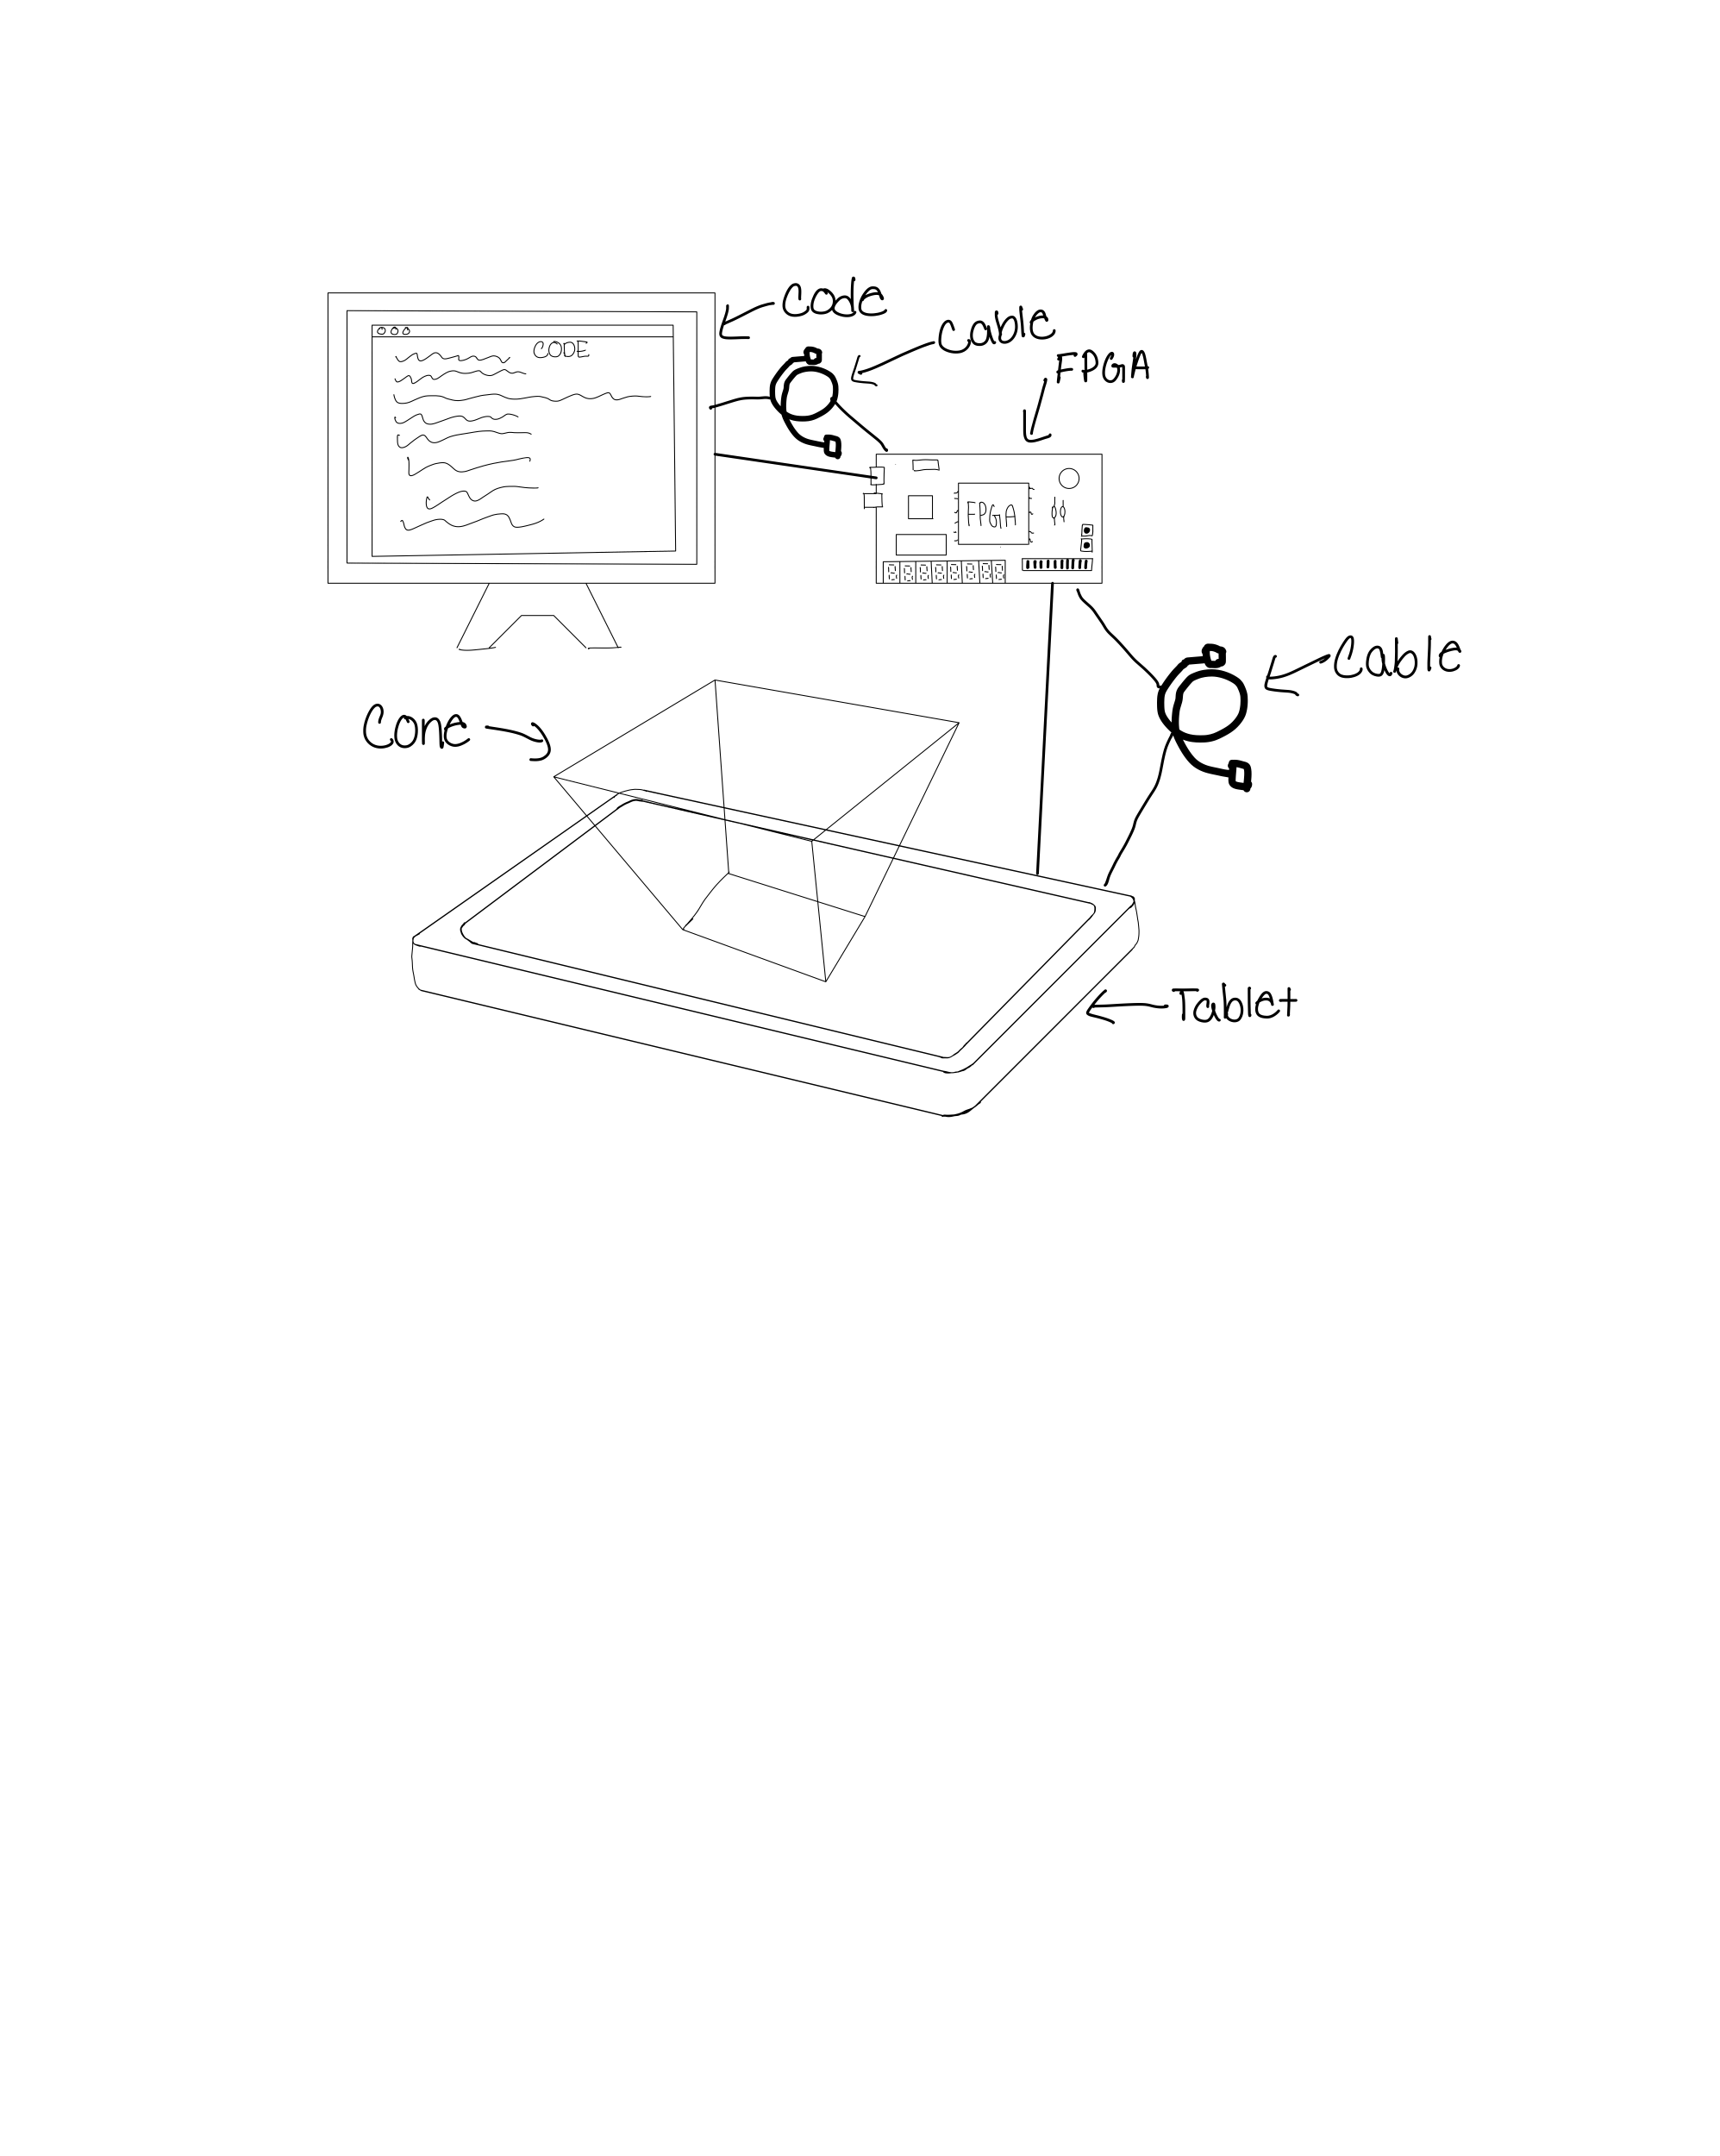 Code
Cable
FPGA
CODE
FPGA
Cable
Cone
Tablet